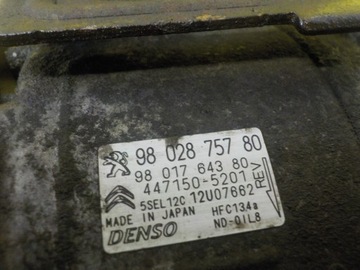 98 028 757 80
98 017 643 80
447150-5201
5SEL12C 12U07662
REV
MADE IN JAPAN HFC134a
DENSO ND-OIL8